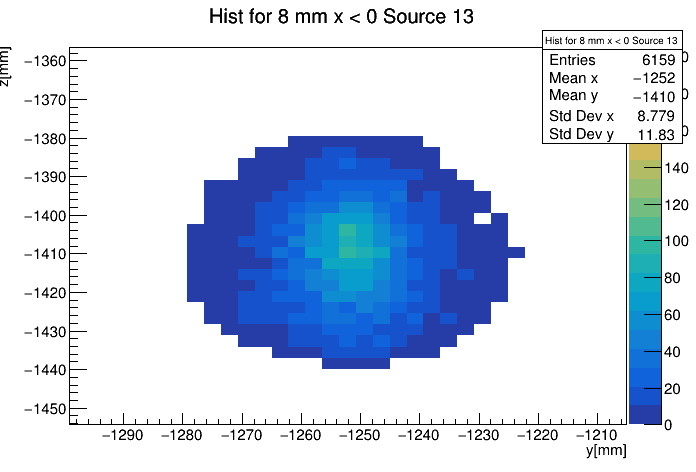 Hist for 8 mm x < 0 Source 13
z[mm]
Hist for 8 mm x < 0 Source 13
Entries 6159
Mean x −1252
Mean y −1410
Std Dev x 8.779
Std Dev y 11.83
−1360
−1370
−1380
−1390
−1400
−1410
−1420
−1430
−1440
−1450
140
120
100
80
60
40
20
0
−1290 −1280 −1270 −1260 −1250 −1240 −1230 −1220 −1210
y[mm]